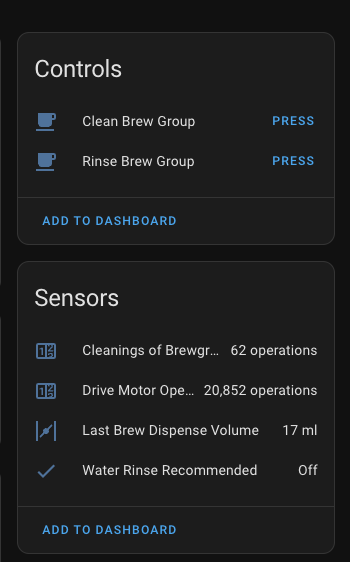 Controls
Clean Brew Group PRESS
Rinse Brew Group PRESS
ADD TO DASHBOARD
Sensors
Cleanings of Brewgr... 62 operations
Drive Motor Ope... 20,852 operations
Last Brew Dispense Volume 17 ml
Water Rinse Recommended Off
ADD TO DASHBOARD